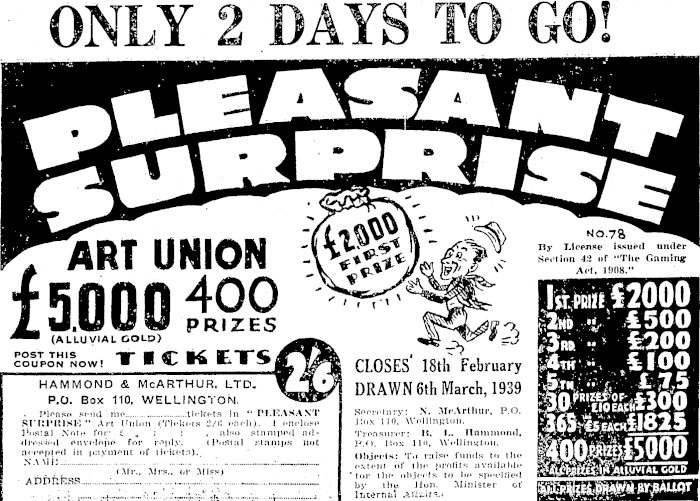 ONLY 2 DAYS TO GO!
PLEASANT
SURPRISE
£2,000
FIRST
PRIZE
ART UNION
£5,000 400
PRIZES
(ALLUVIAL GOLD)
POST THIS
COUPON NOW!
TICKETS 2/6
HAMMOND & McARTHUR, LTD.
P.O. Box 110, WELLINGTON.
Please send me..............tickets in "PLEASANT
SURPRISE" Art Union (Tickets 2/6 each). I enclose
Postal Note for £ , : , also stamped ad-
dressed envelope for reply. (Postal stamps not
accepted in payment of tickets).
NAME
(Mr., Mrs., or Miss)
ADDRESS
CLOSES 18th February
DRAWN 6th March, 1939
Secretary: N. McArthur, P.O.
Box 110, Wellington.
Treasurer: B. L. Hammond,
P.O. Box 110, Wellington.
Objects: To raise funds to the
extent of the profits available
for the objects to be specified
by the Hon. Minister of
Internal Affairs.
NO. 78
By License issued under
Section 42 of "The Gaming
Act, 1908."
1ST PRIZE £2000
2ND " £500
3RD " £200
4TH " £100
5TH " £75
30 PRIZES OF £10 EACH £300
365 " £5 EACH £1825
400 PRIZES £5000
ALL PRIZES IN ALLUVIAL GOLD
ALL PRIZES DRAWN BY BALLOT